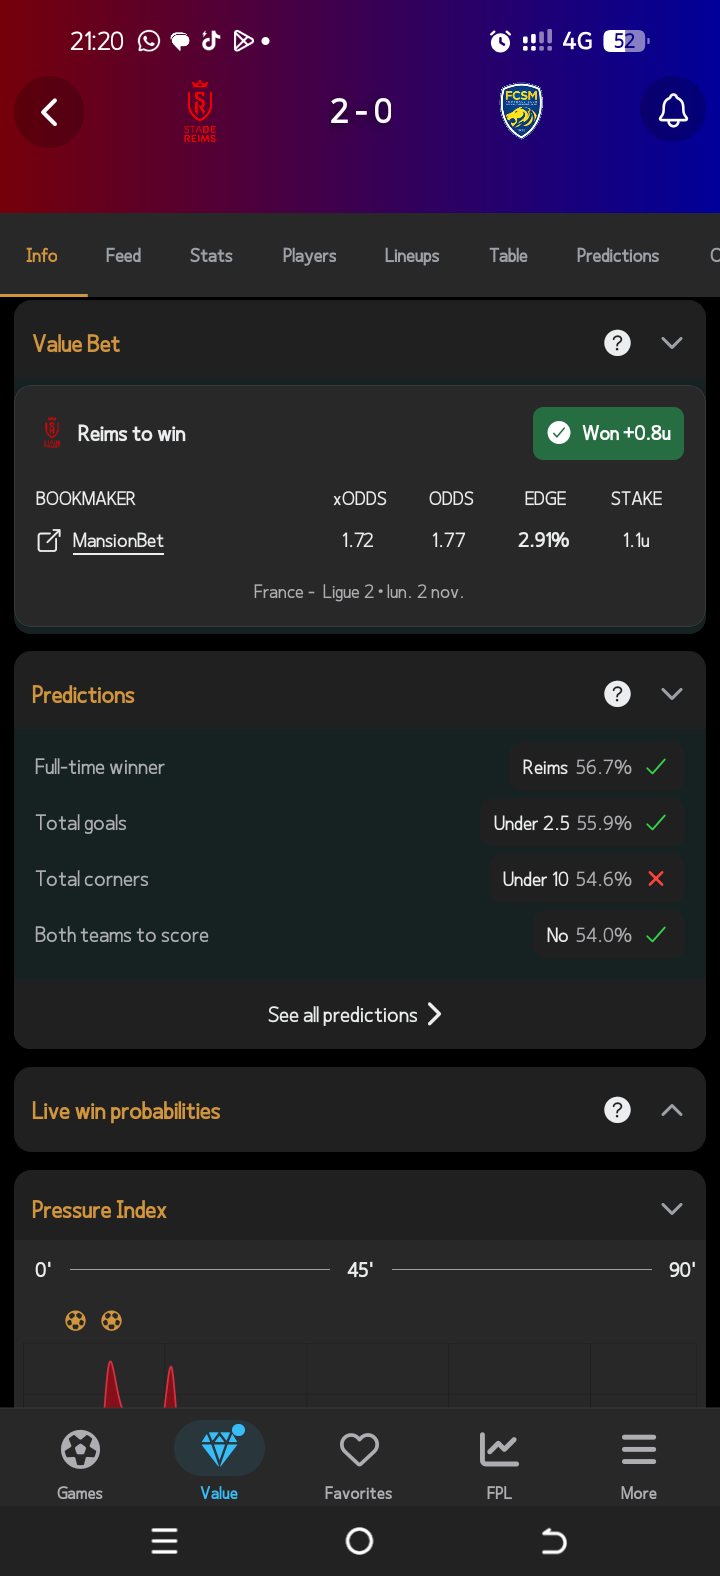 21:20 4G 52
STADE
REIMS
2 - 0
FCSM
Info Feed Stats Players Lineups Table Predictions
Value Bet ?
Reims to win Won +0.8u
BOOKMAKER xODDS ODDS EDGE STAKE
MansionBet 1.72 1.77 2.91% 1.1u
France - Ligue 2 • lun. 2 nov.
Predictions ?
Full-time winner Reims 56.7%
Total goals Under 2.5 55.9%
Total corners Under 10 54.6%
Both teams to score No 54.0%
See all predictions
Live win probabilities ?
Pressure Index
0' 45' 90'
Games Value Favorites FPL More